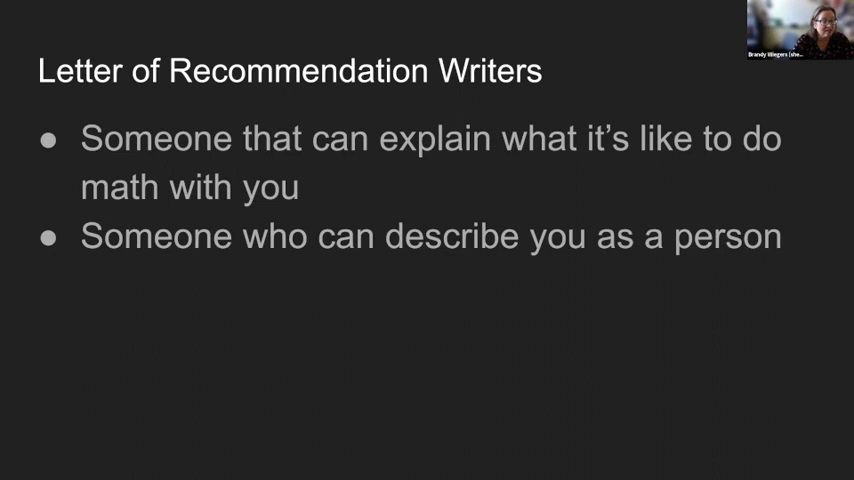 Brandy Wiegers (she...
Letter of Recommendation Writers
● Someone that can explain what it’s like to do
math with you
● Someone who can describe you as a person